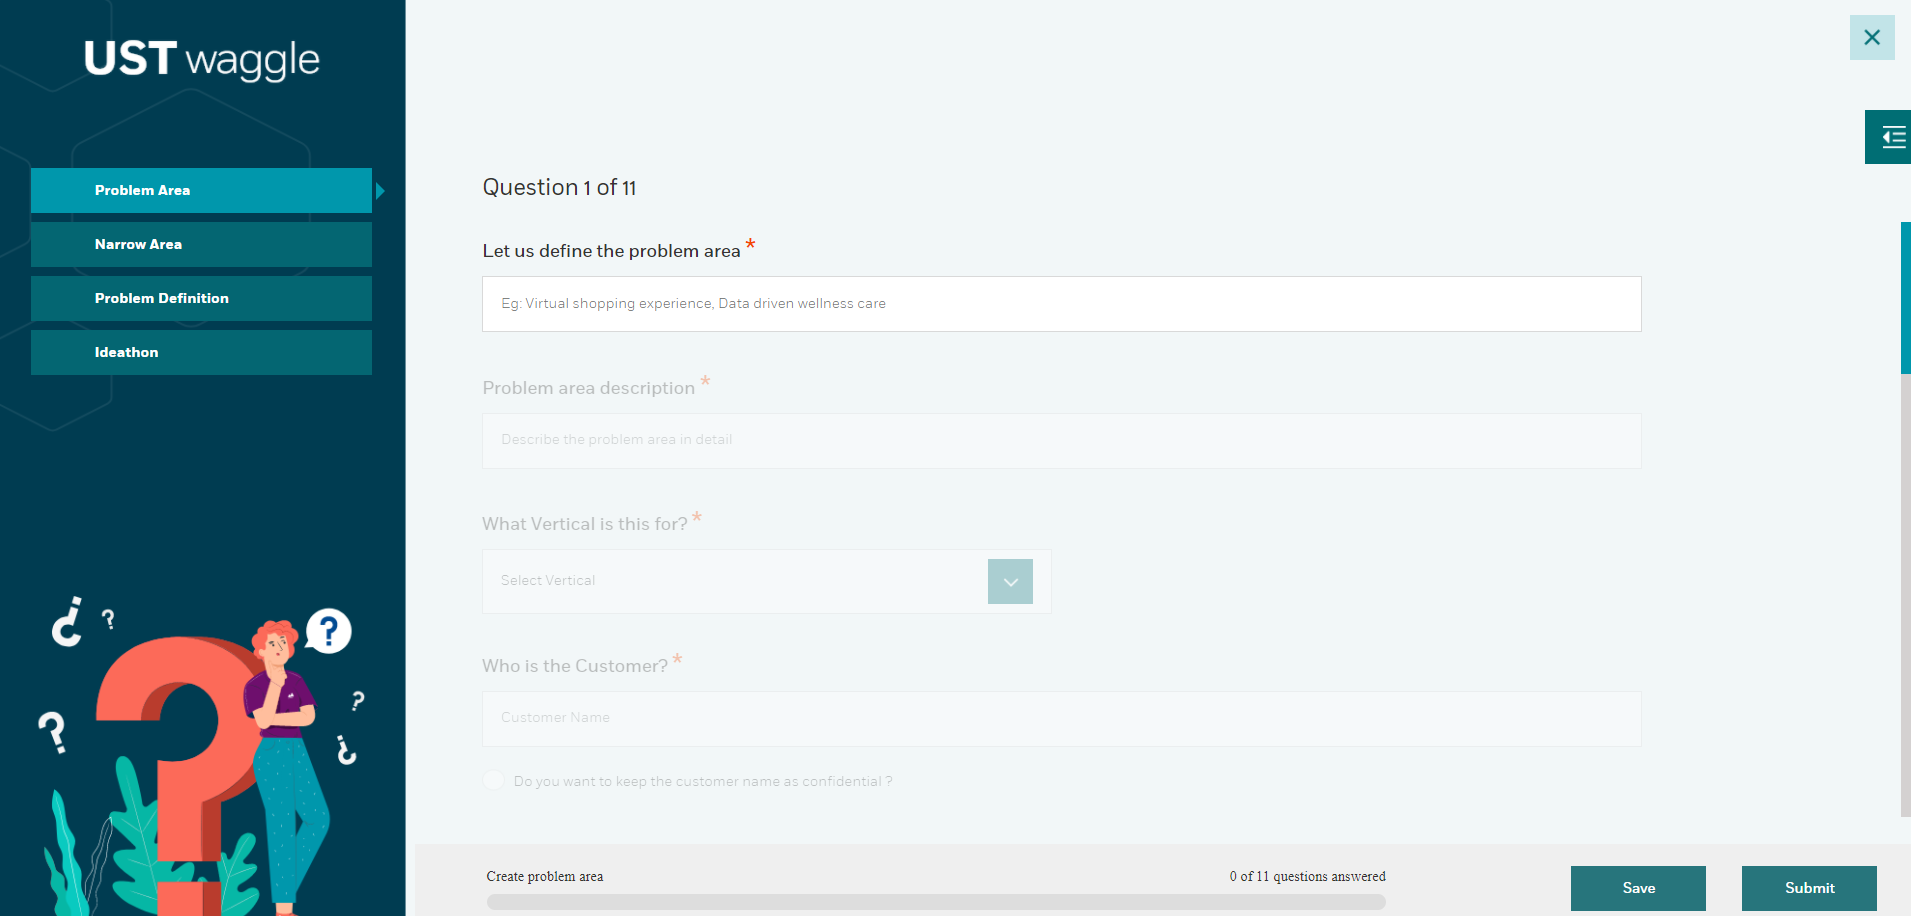 UST waggle
Problem Area
Narrow Area
Problem Definition
Ideathon
Question 1 of 11
Let us define the problem area *
Eg: Virtual shopping experience, Data driven wellness care
Problem area description *
Describe the problem area in detail
What Vertical is this for? *
Select Vertical
Who is the Customer? *
Customer Name
Do you want to keep the customer name as confidential ?
Create problem area
0 of 11 questions answered
Save
Submit